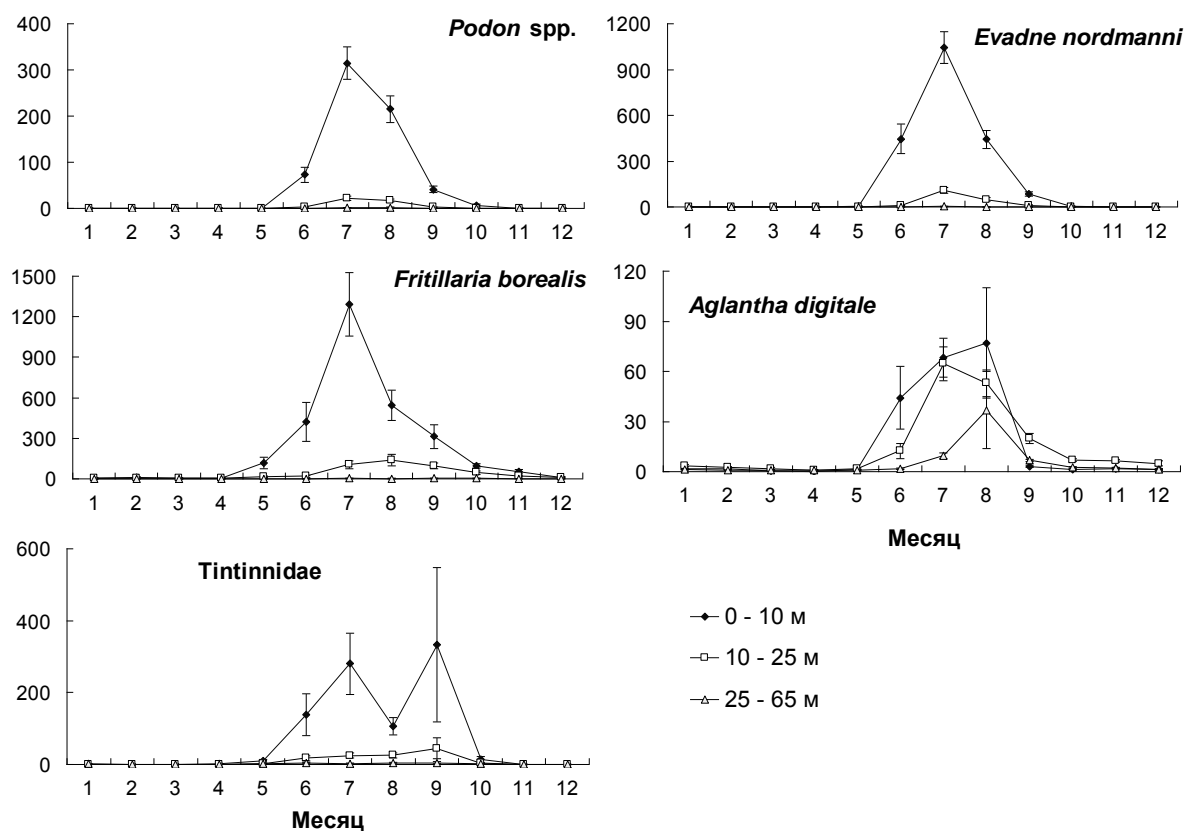 Podon spp.
400
300
200
100
0
1 2 3 4 5 6 7 8 9 10 11 12
Evadne nordmanni
1200
900
600
300
0
1 2 3 4 5 6 7 8 9 10 11 12
Fritillaria borealis
1500
1200
900
600
300
0
1 2 3 4 5 6 7 8 9 10 11 12
Aglantha digitale
120
90
60
30
0
1 2 3 4 5 6 7 8 9 10 11 12
Месяц
Tintinnidae
600
400
200
0
1 2 3 4 5 6 7 8 9 10 11 12
Месяц
0 - 10 м
10 - 25 м
25 - 65 м